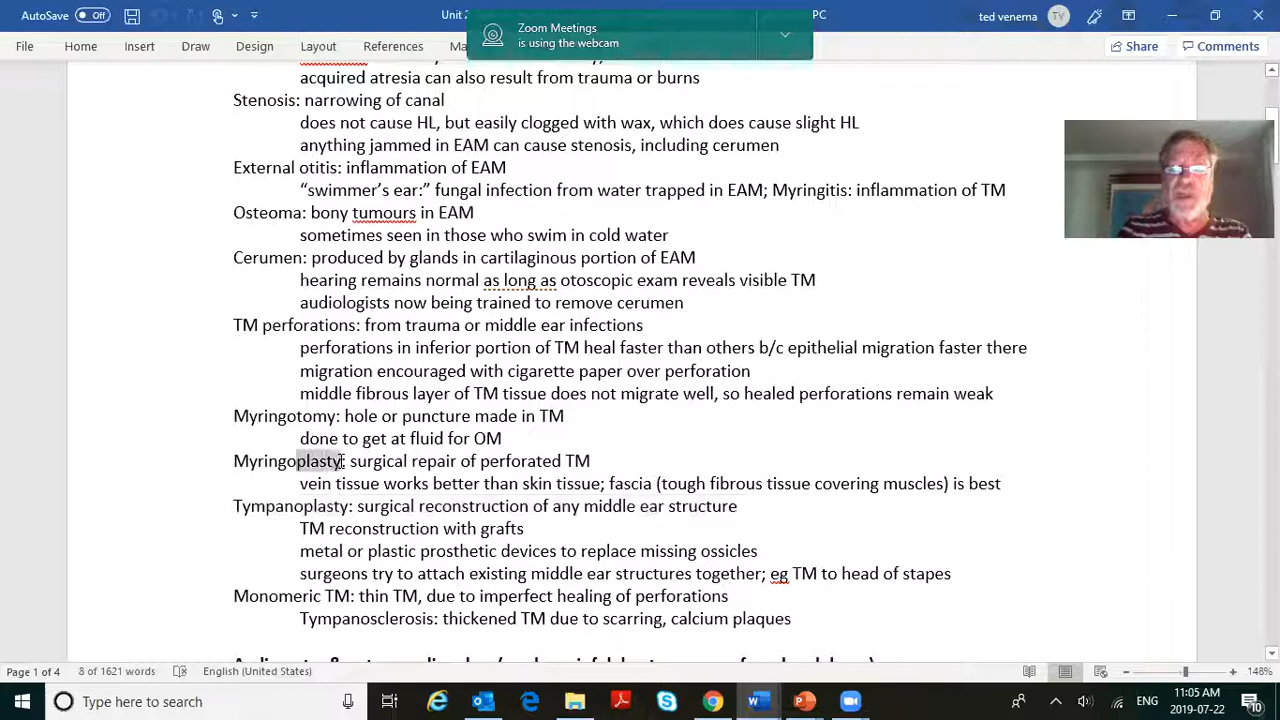 AutoSave Off
Unit 2
PC
ted venema TV
Zoom Meetings
is using the webcam
File Home Insert Draw Design Layout References Ma
Share Comments
acquired atresia can also result from trauma or burns
Stenosis: narrowing of canal
does not cause HL, but easily clogged with wax, which does cause slight HL
anything jammed in EAM can cause stenosis, including cerumen
External otitis: inflammation of EAM
“swimmer’s ear:” fungal infection from water trapped in EAM; Myringitis: inflammation of TM
Osteoma: bony tumours in EAM
sometimes seen in those who swim in cold water
Cerumen: produced by glands in cartilaginous portion of EAM
hearing remains normal as long as otoscopic exam reveals visible TM
audiologists now being trained to remove cerumen
TM perforations: from trauma or middle ear infections
perforations in inferior portion of TM heal faster than others b/c epithelial migration faster there
migration encouraged with cigarette paper over perforation
middle fibrous layer of TM tissue does not migrate well, so healed perforations remain weak
Myringotomy: hole or puncture made in TM
done to get at fluid for OM
Myringoplasty: surgical repair of perforated TM
vein tissue works better than skin tissue; fascia (tough fibrous tissue covering muscles) is best
Tympanoplasty: surgical reconstruction of any middle ear structure
TM reconstruction with grafts
metal or plastic prosthetic devices to replace missing ossicles
surgeons try to attach existing middle ear structures together; eg TM to head of stapes
Monomeric TM: thin TM, due to imperfect healing of perforations
Tympanosclerosis: thickened TM due to scarring, calcium plaques
Page 1 of 4 8 of 1621 words English (United States) 148%
Type here to search
ENG
11:05 AM
2019-07-22
10